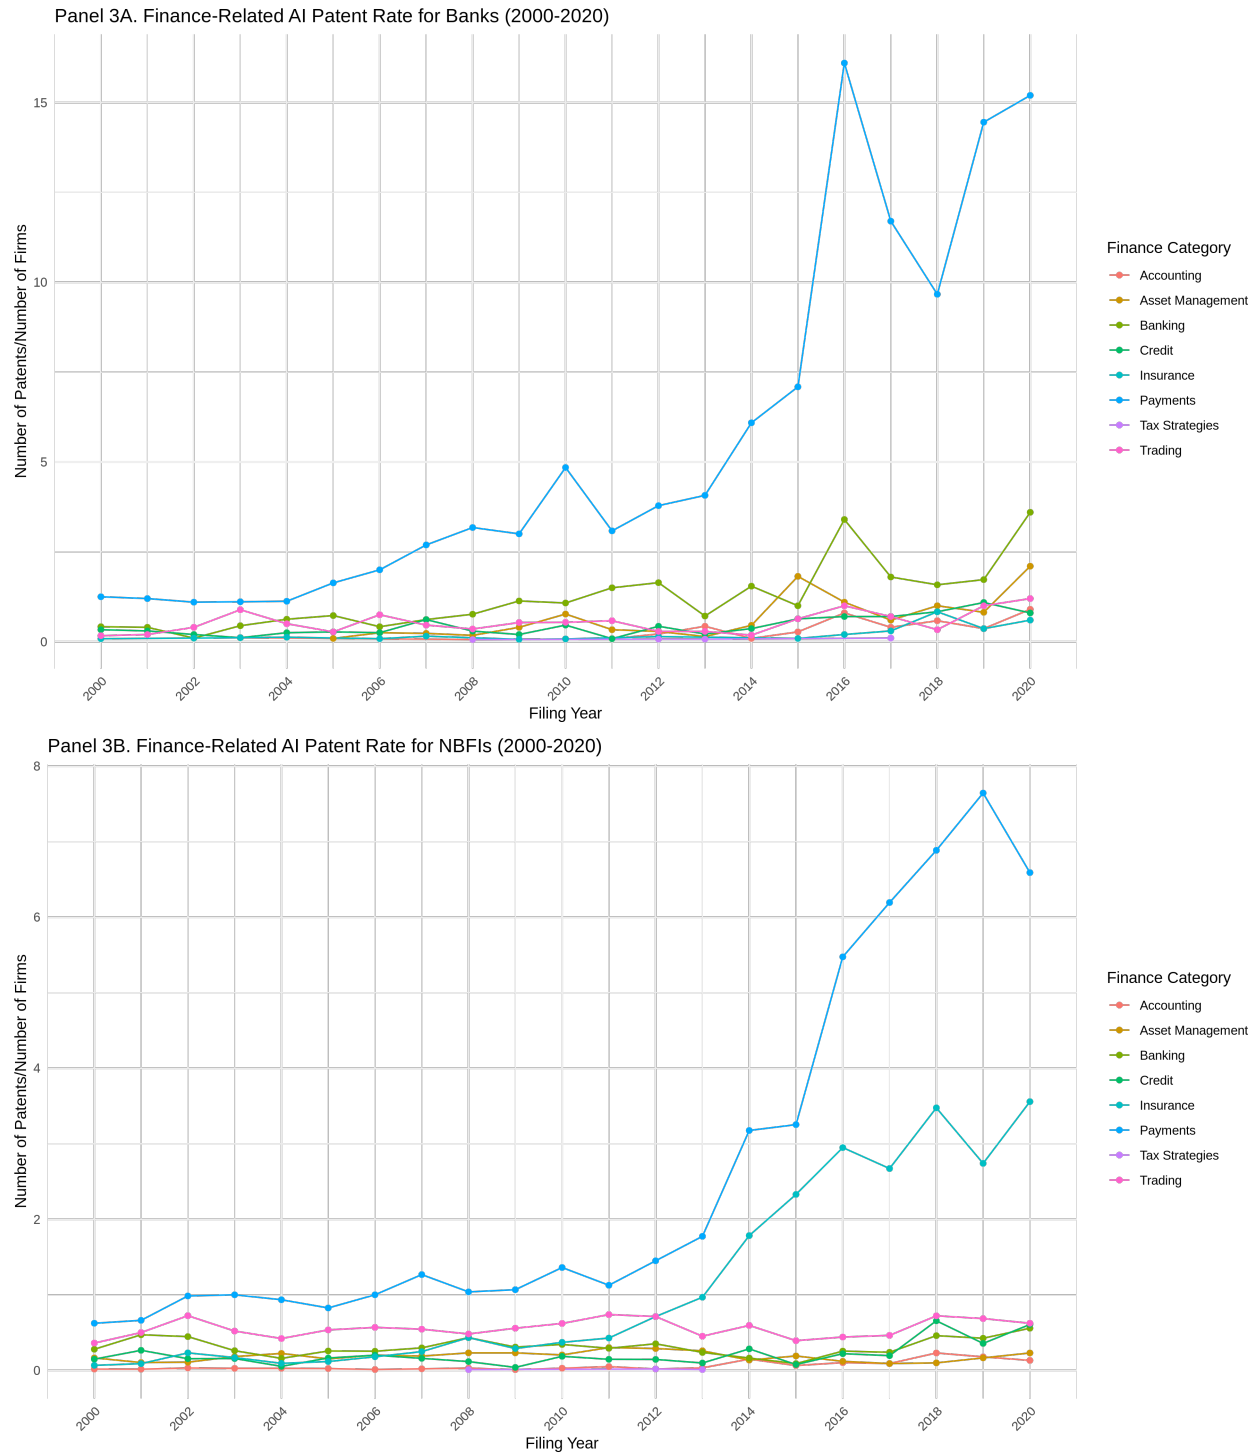 Panel 3A. Finance-Related AI Patent Rate for Banks (2000-2020)
Number of Patents/Number of Firms
15
10
5
0
2000
2002
2004
2006
2008
2010
2012
2014
2016
2018
2020
Filing Year
Finance Category
Accounting
Asset Management
Banking
Credit
Insurance
Payments
Tax Strategies
Trading
Panel 3B. Finance-Related AI Patent Rate for NBFIs (2000-2020)
Number of Patents/Number of Firms
8
6
4
2
0
2000
2002
2004
2006
2008
2010
2012
2014
2016
2018
2020
Filing Year
Finance Category
Accounting
Asset Management
Banking
Credit
Insurance
Payments
Tax Strategies
Trading